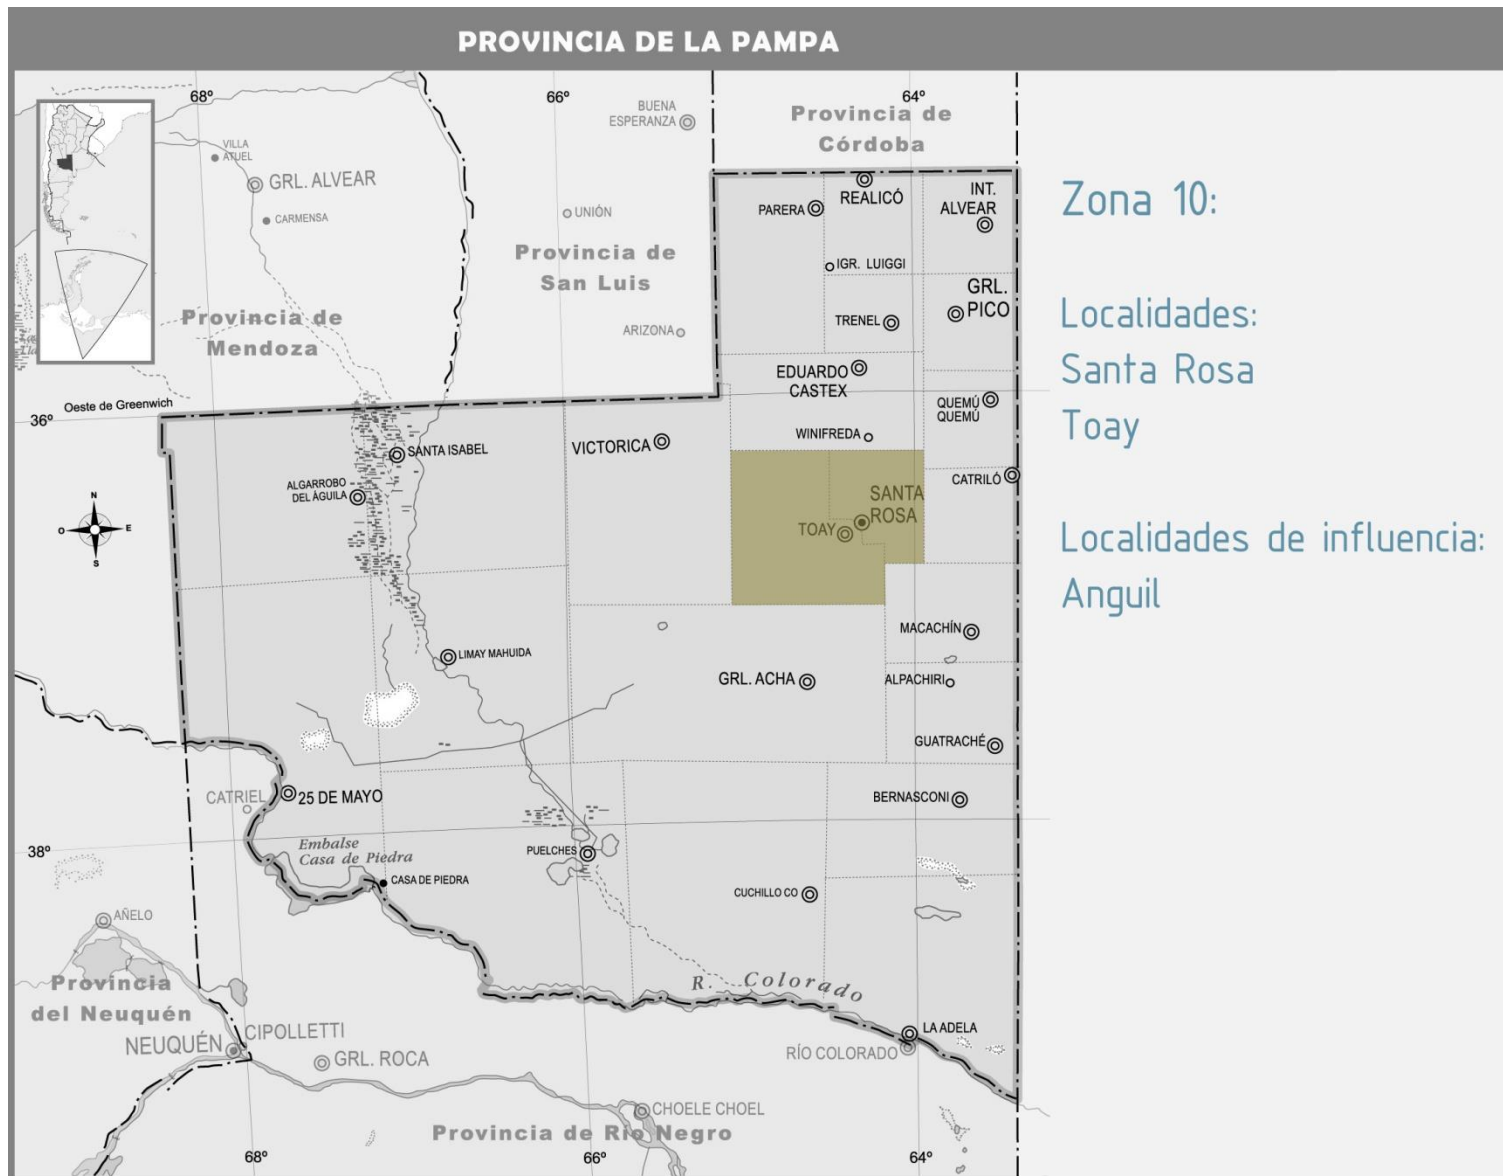 PROVINCIA DE LA PAMPA
68º
66º
64º
BUENA
ESPERANZA
Provincia de
Córdoba
VILLA
ATUEL
GRL. ALVEAR
CARMENSA
UNIÓN
Provincia de
San Luis
ARIZONA
Provincia de
Mendoza
PARERA
REALICÓ
INT.
ALVEAR
IGR. LUIGGI
GRL.
PICO
TRENEL
EDUARDO
CASTEX
QUEMÚ
QUEMÚ
WINIFREDA
Oeste de Greenwich
36º
SANTA ISABEL
VICTORICA
CATRILÓ
ALGARROBO
DEL ÀGUILA
SANTA
ROSA
TOAY
N
O
E
S
LIMAY MAHUIDA
MACACHÍN
GRL. ACHA
ALPACHIRI
GUATRACHÉ
CATRIEL
25 DE MAYO
BERNASCONI
38º
Embalse
Casa de Piedra
PUELCHES
CASA DE PIEDRA
CUCHILLO CO
AÑELO
Provincia
del Neuquén
R. Colorado
NEUQUÉN
CIPOLLETTI
GRL. ROCA
LA ADELA
RÍO COLORADO
CHOELE CHOEL
Provincia de Río Negro
68º
66º
64º
Zona 10:
Localidades:
Santa Rosa
Toay
Localidades de influencia:
Anguil